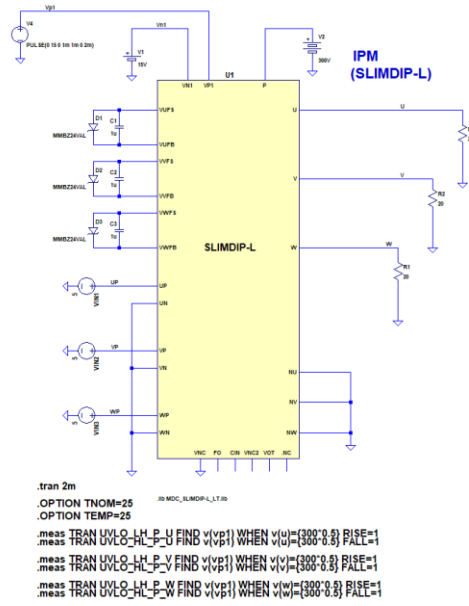 Vp1
V4
PULSE(0 15 0 1m 1m 0 2m)
Vn1
V1
15V
V2
300V
IPM
(SLIMDIP-L)
U1
VN1
VP1
P
D1
MMBZ24VAL
C1
1u
VUFS
VUFB
U
U
D2
MMBZ24VAL
C2
1u
VVFS
VVFB
V
V
R2
20
D3
MMBZ24VAL
C3
1u
VWFS
VWFB
SLIMDIP-L
W
W
R1
20
VIN1
5
UP
UP
UN
VIN2
5
VP
VP
VN
NU
NV
VIN3
5
WP
WP
WN
NW
VNC
FO
CIN
VNC2
VOT
.NC
.tran 2m
.OPTION TNOM=25
.OPTION TEMP=25
.lib MDC_SLIMDIP-L_LT.lib
.meas TRAN UVLO_LH_P_U FIND v(vp1) WHEN v(u)={300*0.5} RISE=1
.meas TRAN UVLO_HL_P_U FIND v(vp1) WHEN v(u)={300*0.5} FALL=1
.meas TRAN UVLO_LH_P_V FIND v(vp1) WHEN v(v)={300*0.5} RISE=1
.meas TRAN UVLO_HL_P_V FIND v(vp1) WHEN v(v)={300*0.5} FALL=1
.meas TRAN UVLO_LH_P_W FIND v(vp1) WHEN v(w)={300*0.5} RISE=1
.meas TRAN UVLO_HL_P_W FIND v(vp1) WHEN v(w)={300*0.5} FALL=1